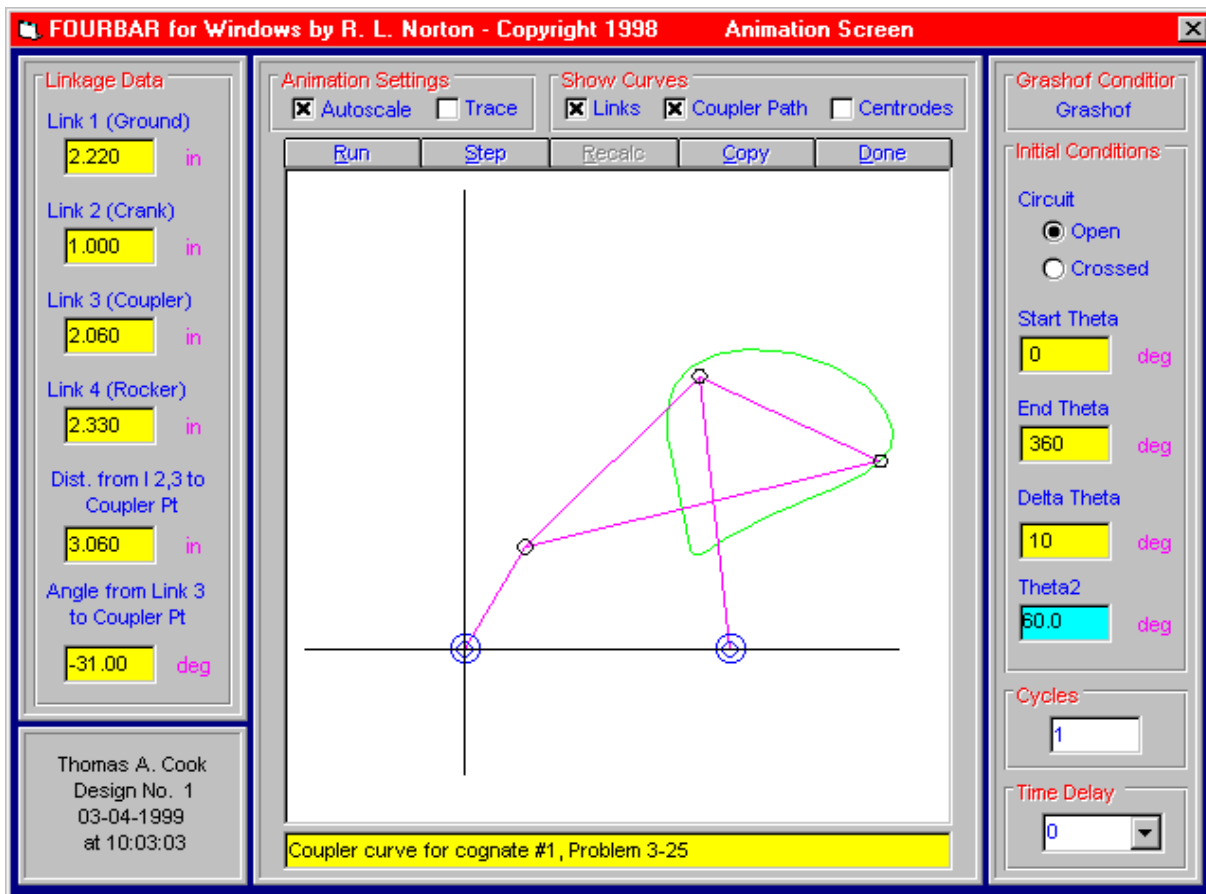 FOURBAR for Windows by R. L. Norton - Copyright 1998 Animation Screen
Linkage Data
Link 1 (Ground)
2.220 in
Link 2 (Crank)
1.000 in
Link 3 (Coupler)
2.060 in
Link 4 (Rocker)
2.330 in
Dist. from I 2,3 to
Coupler Pt
3.060 in
Angle from Link 3
to Coupler Pt
-31.00 deg
Thomas A. Cook
Design No. 1
03-04-1999
at 10:03:03
Animation Settings
Autoscale Trace
Show Curves
Links Coupler Path Centrodes
Run Step Recalc Copy Done
Coupler curve for cognate #1, Problem 3-25
Grashof Condition
Grashof
Initial Conditions
Circuit
Open
Crossed
Start Theta
0 deg
End Theta
360 deg
Delta Theta
10 deg
Theta2
60.0 deg
Cycles
1
Time Delay
0